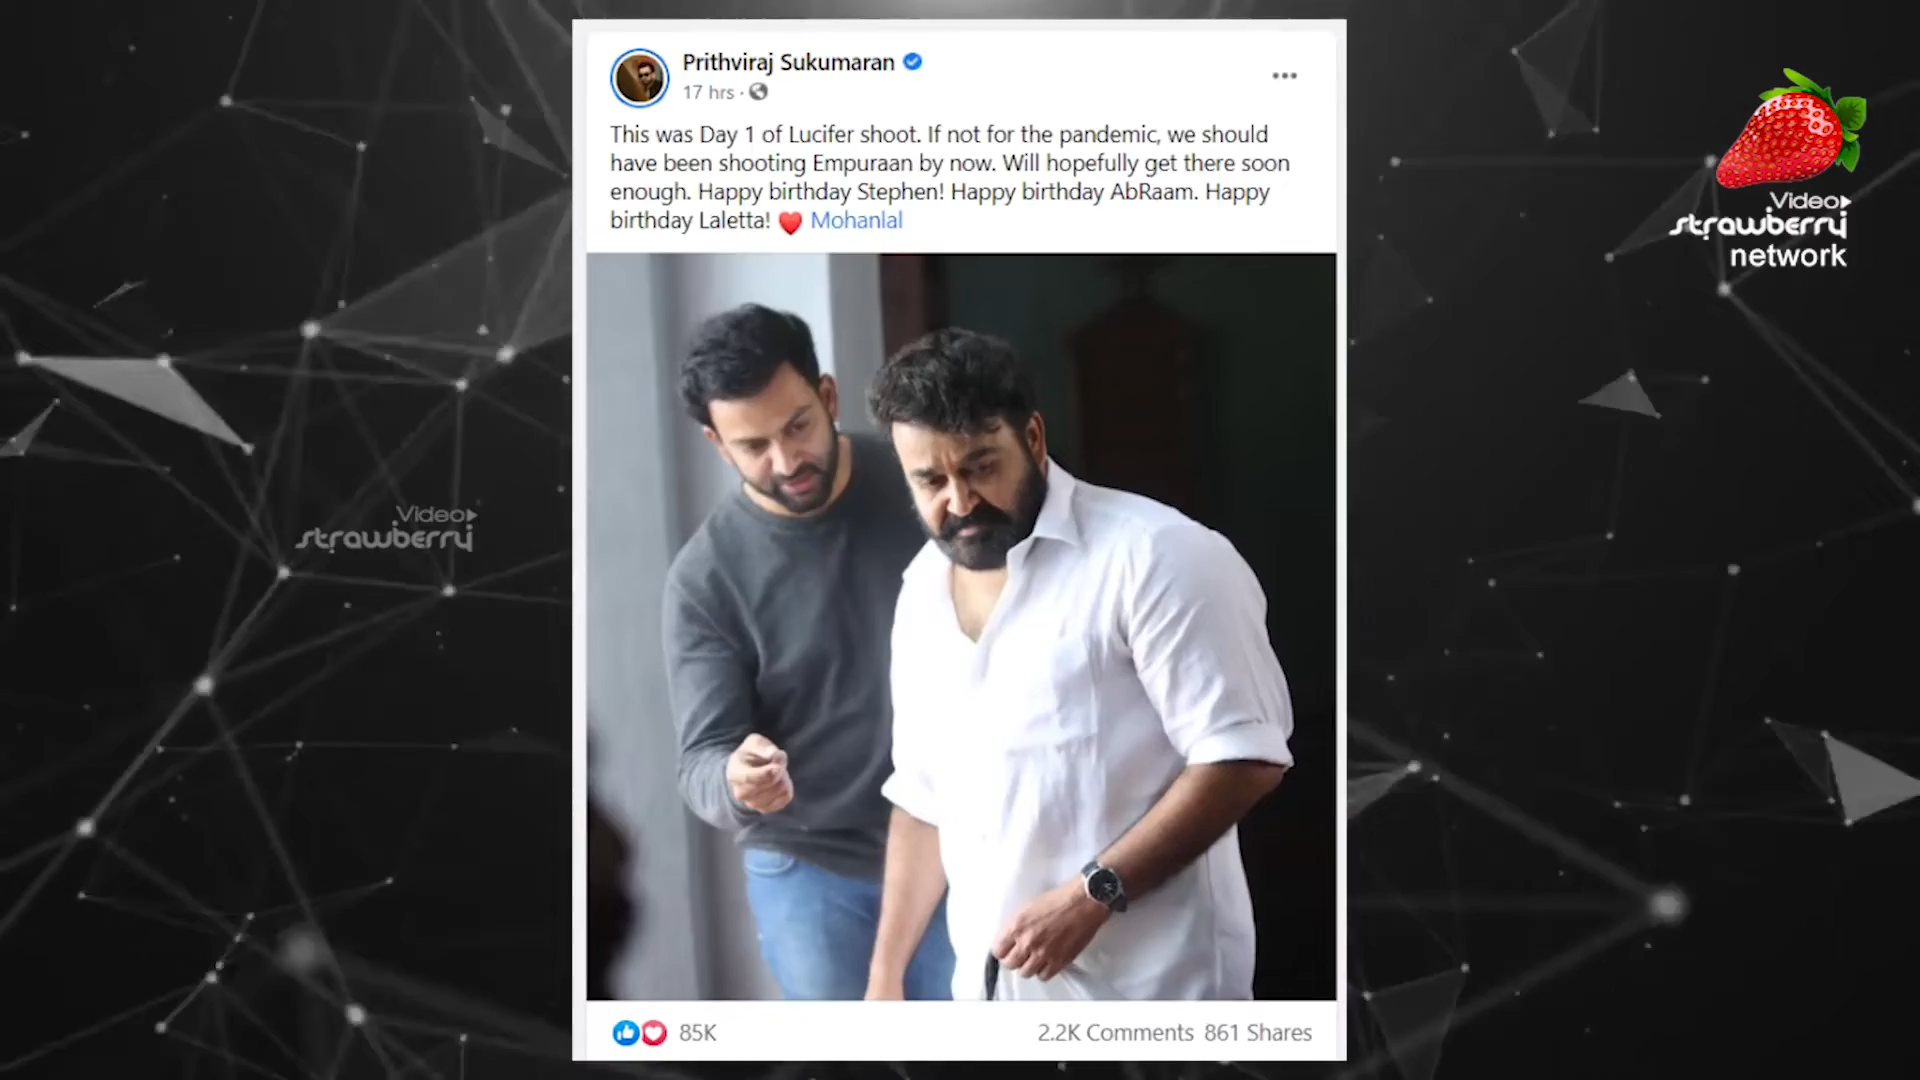 Prithviraj Sukumaran
17 hrs ·
This was Day 1 of Lucifer shoot. If not for the pandemic, we should
have been shooting Empuraan by now. Will hopefully get there soon
enough. Happy birthday Stephen! Happy birthday AbRaam. Happy
birthday Laletta! ❤️ Mohanlal
85K
2.2K Comments 861 Shares
Video
strawberry
network
Video
strawberry